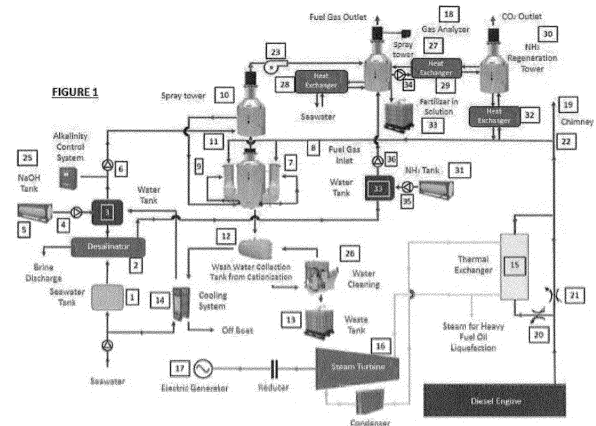 Fuel Gas Outlet
18
Gas Analyzer
CO₂ Outlet
Spray
tower
27
30
NH₃
Regeneration
Tower
23
Heat
Exchanger
28
Heat
Exchanger
29
34
FIGURE 1
Spray tower
10
Seawater
Fertilizer in
Solution
33
Heat
Exchanger
32
19
Chimney
Alkalinity
Control
System
11
9
7
8
Fuel Gas
Inlet
22
25
NaOH
Tank
6
Water
Tank
3
36
NH₃ Tank
31
Water
Tank
35
5
4
Desalinator
2
12
Wash Water Collection
Tank from Cationization
26
Water
Cleaning
Thermal
Exchanger
15
Brine
Discharge
Seawater
Tank
1
14
Cooling
System
13
Waste
Tank
21
20
Off Boat
Steam for Heavy
Fuel Oil
Liquefaction
16
Steam Turbine
17
Electric Generator
Reduter
Seawater
Condenser
Diesel Engine